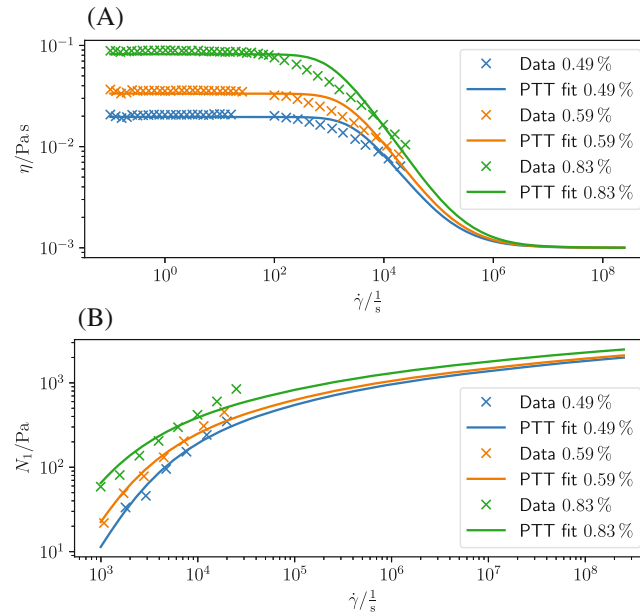 (A)
10⁻¹
10⁻²
10⁻³
η/Pa.s
Data 0.49 %
PTT fit 0.49 %
Data 0.59 %
PTT fit 0.59 %
Data 0.83 %
PTT fit 0.83 %
10⁰ 10² 10⁴ 10⁶ 10⁸
γ̇/1/s
(B)
10³
10²
10¹
N₁/Pa
Data 0.49 %
PTT fit 0.49 %
Data 0.59 %
PTT fit 0.59 %
Data 0.83 %
PTT fit 0.83 %
10³ 10⁴ 10⁵ 10⁶ 10⁷ 10⁸
γ̇/1/s